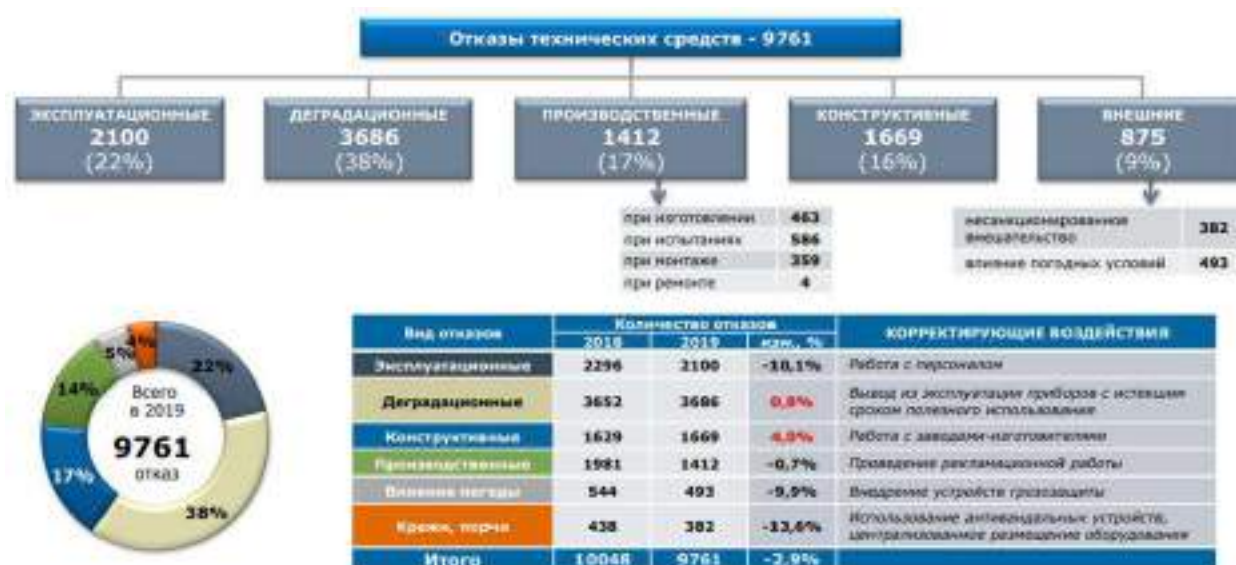 Отказы технических средств - 9761
ЭКСПЛУАТАЦИОННЫЕ
2100
(22%)
ДЕГРАДАЦИОННЫЕ
3686
(38%)
ПРОИЗВОДСТВЕННЫЕ
1412
(17%)
КОНСТРУКТИВНЫЕ
1669
(16%)
ВНЕШНИЕ
875
(9%)
при изготовлении 463
при испытаниях 586
при монтаже 359
при ремонте 4
несанкционированное
вмешательство 382
влияние погодных условий 493
4%
5%
22%
14%
17%
38%
Всего
в 2019
9761
отказ
Вид отказов Количество отказов КОРРЕКТИРУЮЩИЕ ВОЗДЕЙСТВИЯ
2018 2019 изм., %
Эксплуатационные 2296 2100 -10,1% Работа с персоналом
Деградационные 3652 3686 0,8% Вывод из эксплуатации приборов с истекшим
сроком полезного использования
Конструктивные 1629 1669 4,0% Работа с заводами-изготовителями
Производственные 1981 1412 -0,7% Проведение рекламационной работы
Влияние погоды 544 493 -9,9% Внедрение устройств грозозащиты
Кражи, порчи 438 382 -13,6% Использование антивандальных устройств,
централизованное размещение оборудования
Итого 10048 9761 -2,9%